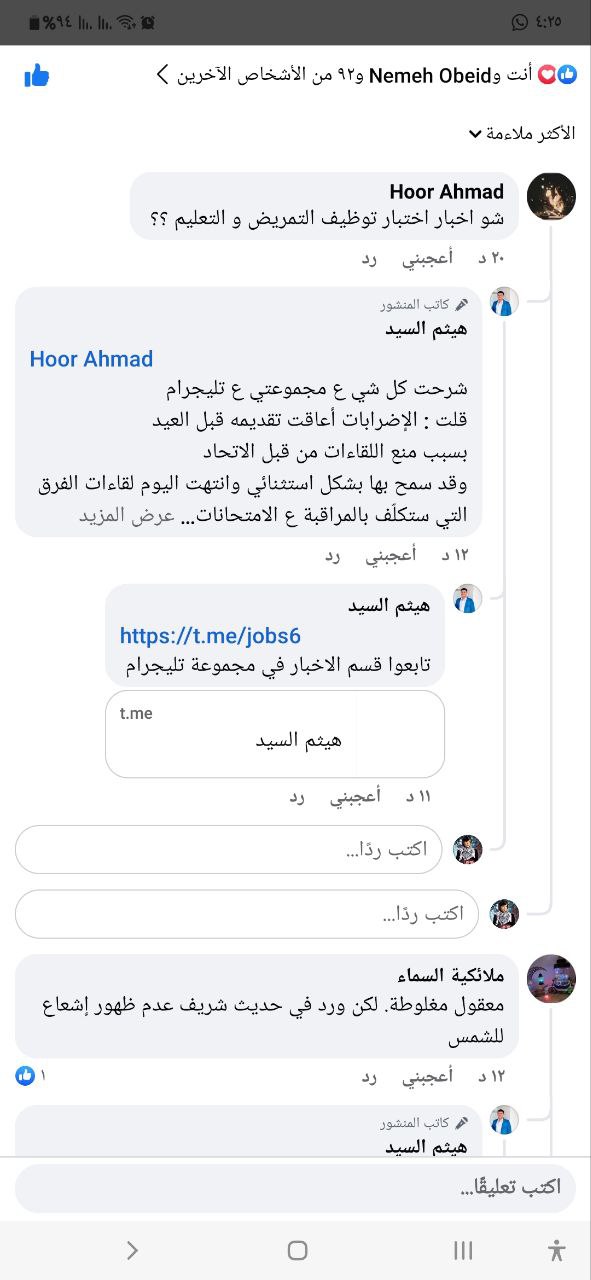 ٤:٢٥
%٩٤
أنت وNemeh Obeid و٩٢ من الأشخاص الآخرين
الأكثر ملاءمة
Hoor Ahmad
شو اخبار اختبار توظيف التمريض و التعليم ؟؟
٢٠ د أعجبني رد
كاتب المنشور
هيثم السيد
Hoor Ahmad
شرحت كل شي ع مجموعتي ع تليجرام
قلت : الإضرابات أعاقت تقديمه قبل العيد
بسبب منع اللقاءات من قبل الاتحاد
وقد سمح بها بشكل استثنائي وانتهت اليوم لقاءات الفرق
التي ستكلّف بالمراقبة ع الامتحانات... عرض المزيد
١٢ د أعجبني رد
هيثم السيد
https://t.me/jobs6
تابعوا قسم الاخبار في مجموعة تليجرام
t.me
هيثم السيد
١١ د أعجبني رد
اكتب ردًا...
اكتب ردًا...
ملائكية السماء
معقول مغلوطة. لكن ورد في حديث شريف عدم ظهور إشعاع
للشمس
١٢ د أعجبني رد ١
كاتب المنشور
هيثم السيد
اكتب تعليقًا...